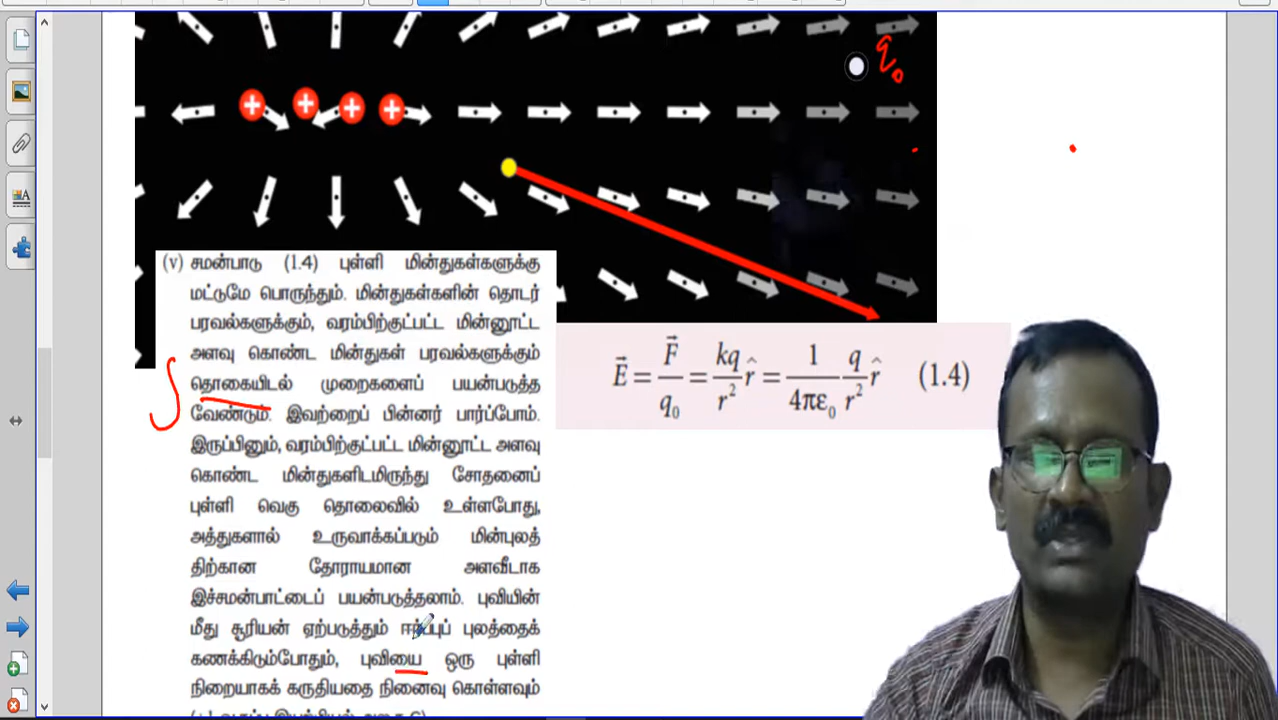 q₀
(v) சமன்பாடு (1.4) புள்ளி மின்துகள்களுக்கு
மட்டுமே பொருந்தும். மின்துகள்களின் தொடர்
பரவல்களுக்கும், வரம்பிற்குட்பட்ட மின்னூட்ட
அளவு கொண்ட மின்துகள் பரவல்களுக்கும்
தொகையிடல் முறைகளைப் பயன்படுத்த
வேண்டும். இவற்றைப் பின்னர் பார்ப்போம்.
இருப்பினும், வரம்பிற்குட்பட்ட மின்னூட்ட அளவு
கொண்ட மின்துகளிடமிருந்து சோதனைப்
புள்ளி வெகு தொலைவில் உள்ளபோது,
அத்துகளால் உருவாக்கப்படும் மின்புலத்
திற்கான தோராயமான அளவீடாக
இச்சமன்பாட்டைப் பயன்படுத்தலாம். புவியின்
மீது சூரியன் ஏற்படுத்தும் ஈர்ப்புப் புலத்தைக்
கணக்கிடும்போதும், புவியை ஒரு புள்ளி
நிறையாகக் கருதியதை நினைவு கொள்ளவும்
∫
E⃗ = F⃗/q₀ = kq/r² r̂ = 1/4πε₀ q/r² r̂ (1.4)